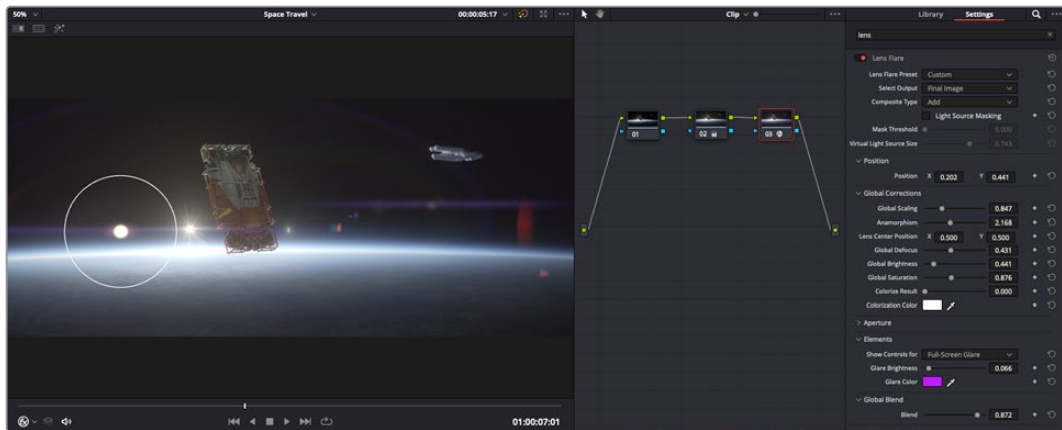 50% Space Travel 00:00:05:17
Clip
Library Settings
lens
Lens Flare
Lens Flare Preset Custom
Select Output Final Image
Composite Type Add
Light Source Masking
Mask Threshold 0.000
Virtual Light Source Size 0.743
Position
Position X 0.202 Y 0.441
Global Corrections
Global Scaling 0.847
Anamorphism 2.168
Lens Center Position X 0.500 Y 0.500
Global Defocus 0.431
Global Brightness 0.441
Global Saturation 0.876
Colorize Result 0.000
Colorization Color
Aperture
Elements
Show Controls for Full-Screen Glare
Glare Brightness 0.066
Glare Color
Global Blend
Blend 0.872
01 02 03
01:00:07:01